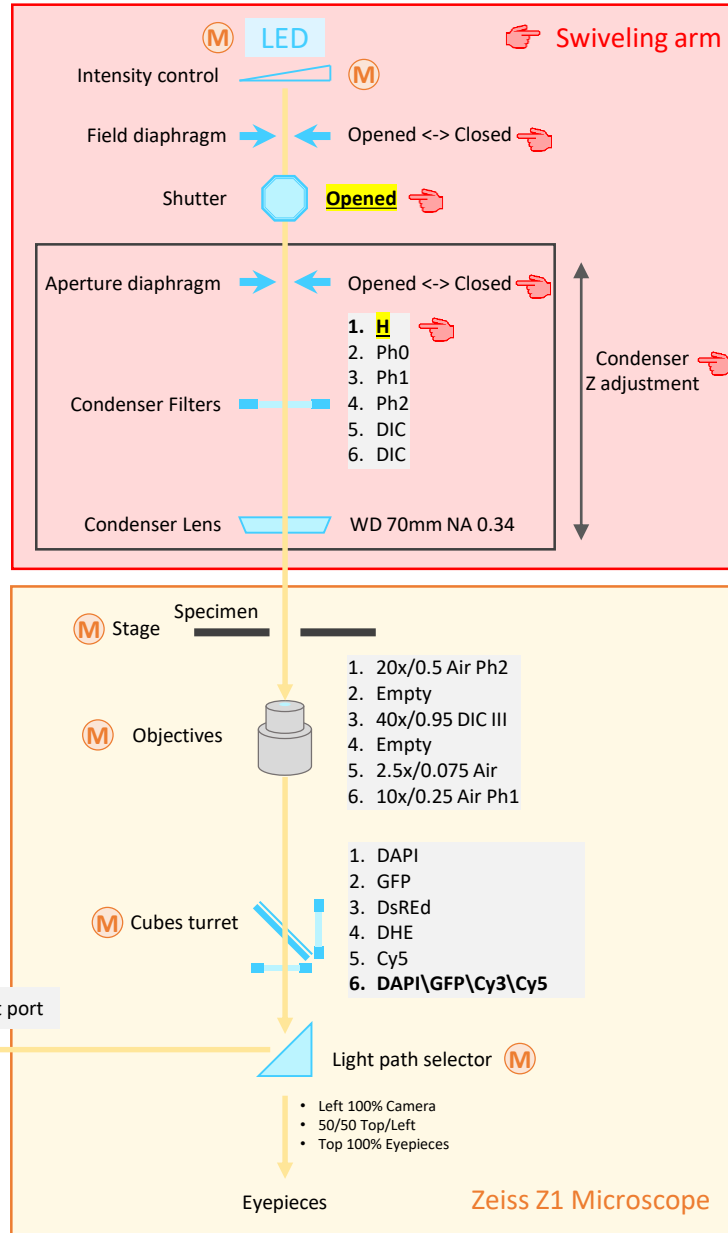 M LED Swiveling arm
Intensity control M
Field diaphragm Opened <-> Closed
Shutter Opened
Aperture diaphragm Opened <-> Closed
1. H
2. Ph0
3. Ph1
4. Ph2
5. DIC
6. DIC
Condenser Filters
Condenser
Z adjustment
Condenser Lens WD 70mm NA 0.34
Specimen
M Stage
M Objectives
1. 20x/0.5 Air Ph2
2. Empty
3. 40x/0.95 DIC III
4. Empty
5. 2.5x/0.075 Air
6. 10x/0.25 Air Ph1
M Cubes turret
1. DAPI
2. GFP
3. DsREd
4. DHE
5. Cy5
6. DAPI\GFP\Cy3\Cy5
port
Light path selector M
• Left 100% Camera
• 50/50 Top/Left
• Top 100% Eyepieces
Eyepieces
Zeiss Z1 Microscope